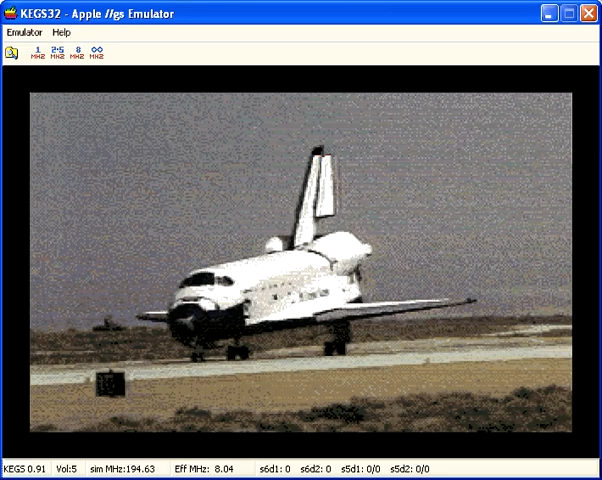 KEGS32 - Apple //gs Emulator
Emulator Help
1 MHZ 2·5 MHZ 8 MHZ ∞ MHZ
KEGS 0.91 Vol:5 sim MHz:194.63 Eff MHz: 8.04 s6d1: 0 s6d2: 0 s5d1: 0/0 s5d2: 0/0